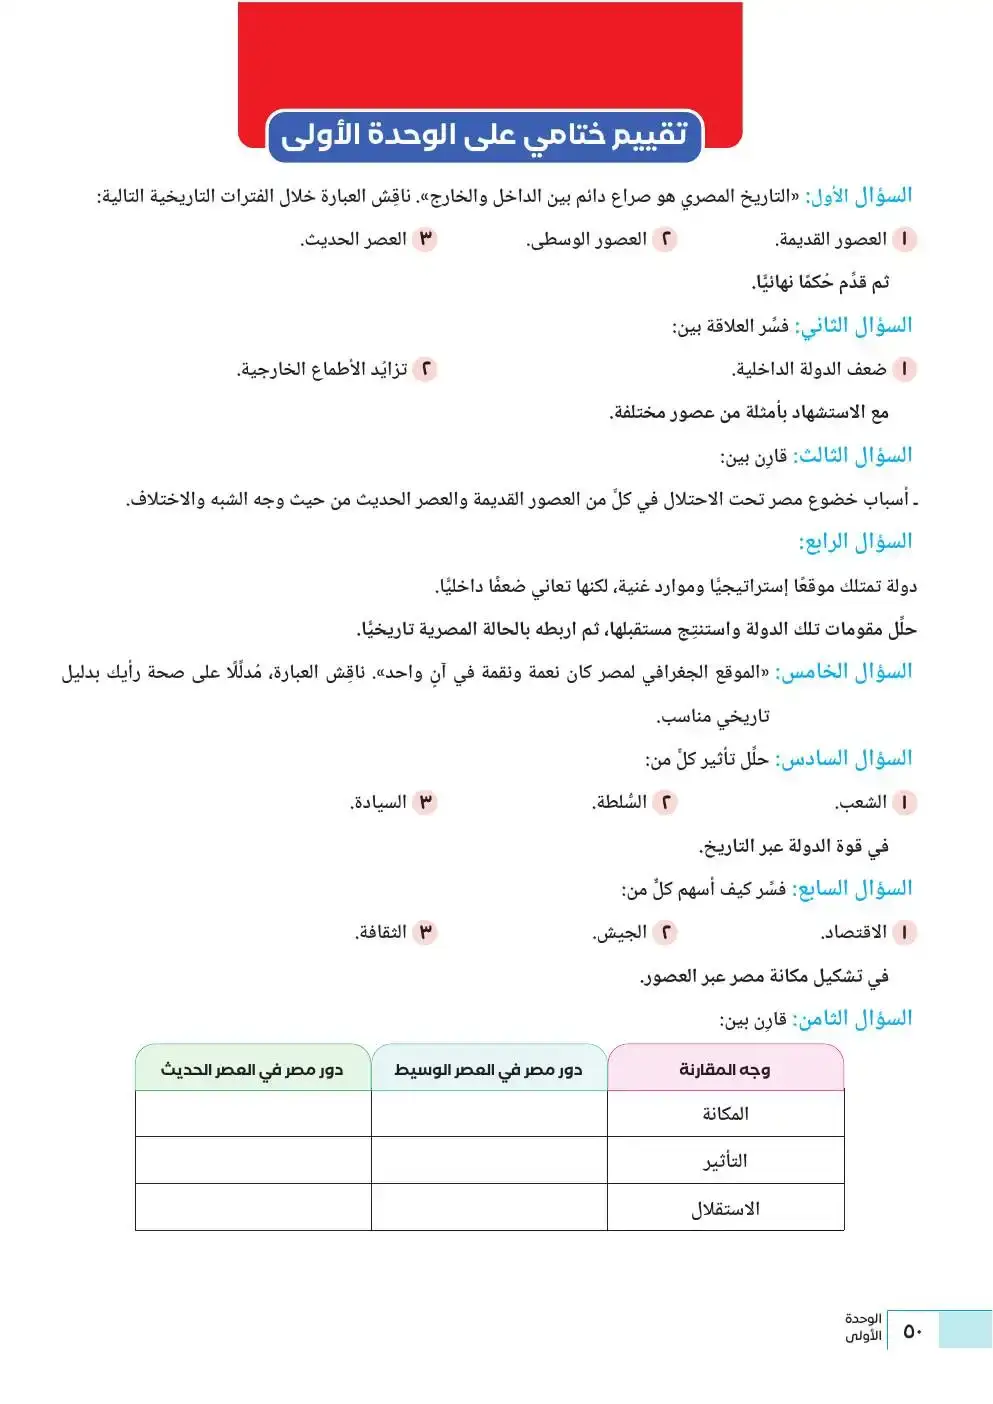 تقييم ختامي على الوحدة الأولى
السؤال الأول: «التاريخ المصري هو صراع دائم بين الداخل والخارج». ناقِش العبارة خلال الفترات التاريخية التالية:
١ العصور القديمة. ٢ العصور الوسطى. ٣ العصر الحديث.
ثم قدِّم حُكمًا نهائيًّا.
السؤال الثاني: فسِّر العلاقة بين:
١ ضعف الدولة الداخلية. ٢ تزايُد الأطماع الخارجية.
مع الاستشهاد بأمثلة من عصور مختلفة.
السؤال الثالث: قارِن بين:
ـ أسباب خضوع مصر تحت الاحتلال في كلَّ من العصور القديمة والعصر الحديث من حيث وجه الشبه والاختلاف.
السؤال الرابع:
دولة تمتلك موقعًا إستراتيجيًّا وموارد غنية، لكنها تعاني ضعفًا داخليًّا.
حلِّل مقومات تلك الدولة واستنتِج مستقبلها، ثم اربطه بالحالة المصرية تاريخيًّا.
السؤال الخامس: «الموقع الجغرافي لمصر كان نعمة ونقمة في آنٍ واحد». ناقِش العبارة، مُدلِّلًا على صحة رأيك بدليل
تاريخي مناسب.
السؤال السادس: حلِّل تأثير كلَّ من:
١ الشعب. ٢ السُّلطة. ٣ السيادة.
في قوة الدولة عبر التاريخ.
السؤال السابع: فسِّر كيف أسهم كلٌّ من:
١ الاقتصاد. ٢ الجيش. ٣ الثقافة.
في تشكيل مكانة مصر عبر العصور.
السؤال الثامن: قارِن بين:
وجه المقارنة دور مصر في العصر الوسيط دور مصر في العصر الحديث
المكانة
التأثير
الاستقلال
الوحدة
الأولى
٥٠